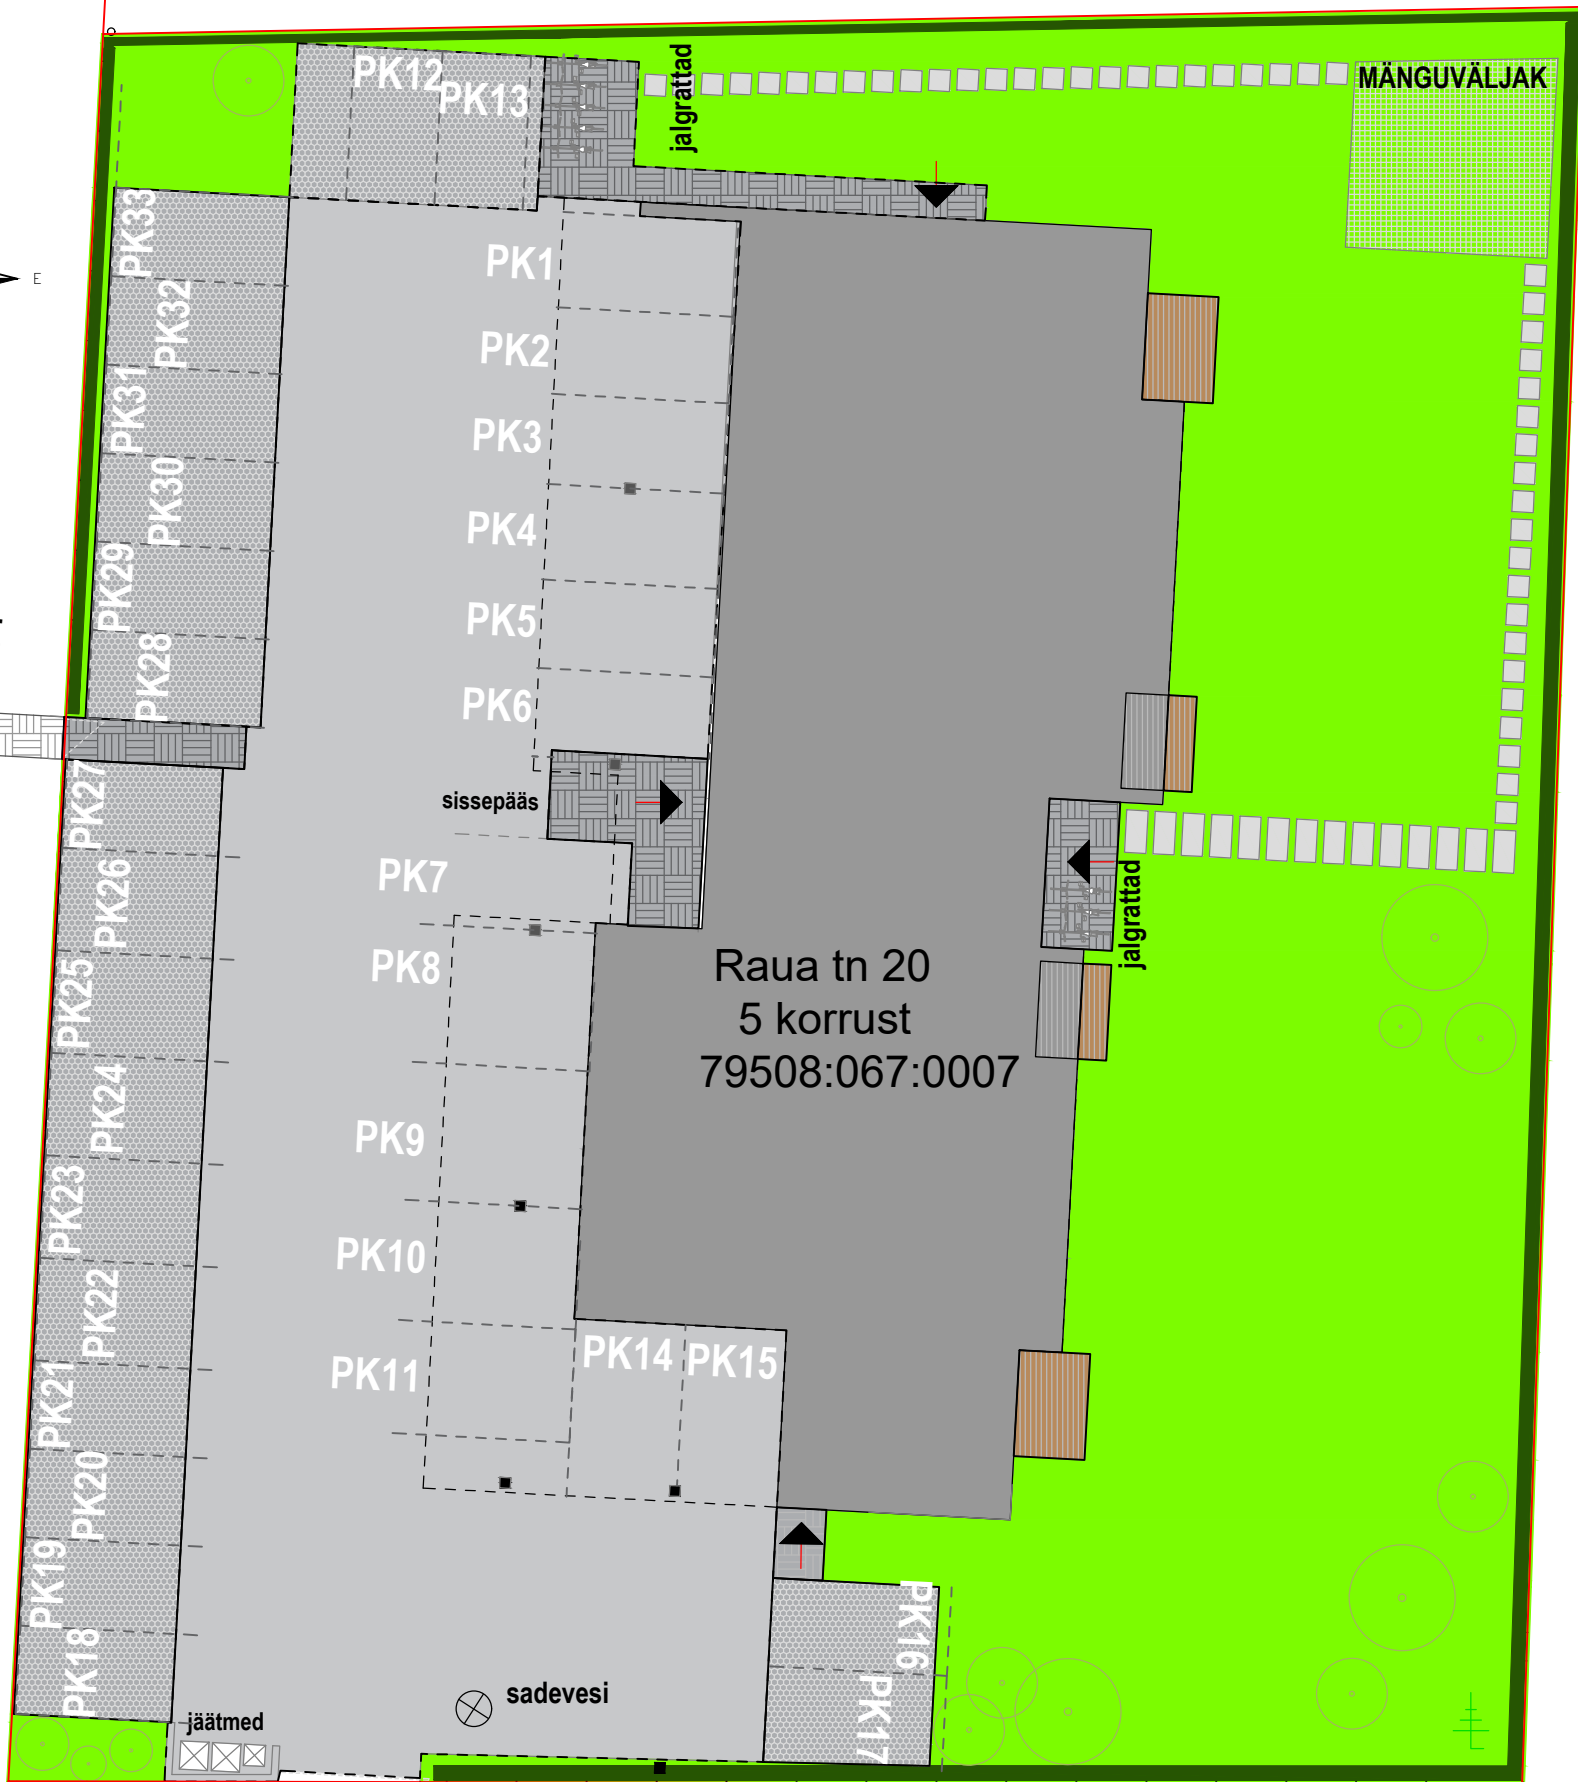 PK12
PK13
jalgrattad
MÄNGUVÄLJAK
PK33
PK1
E
PK32
PK2
PK31
PK3
PK30
PK4
PK29
PK5
PK28
PK6
sissepääs
PK27
PK7
PK26
jalgrattad
PK8
Raua tn 20
5 korrust
79508:067:0007
PK25
PK24
PK9
PK23
PK10
PK22
PK14
PK15
PK11
PK21
PK20
PK19
PK16
PK18
PK17
sadevesi
jäätmed